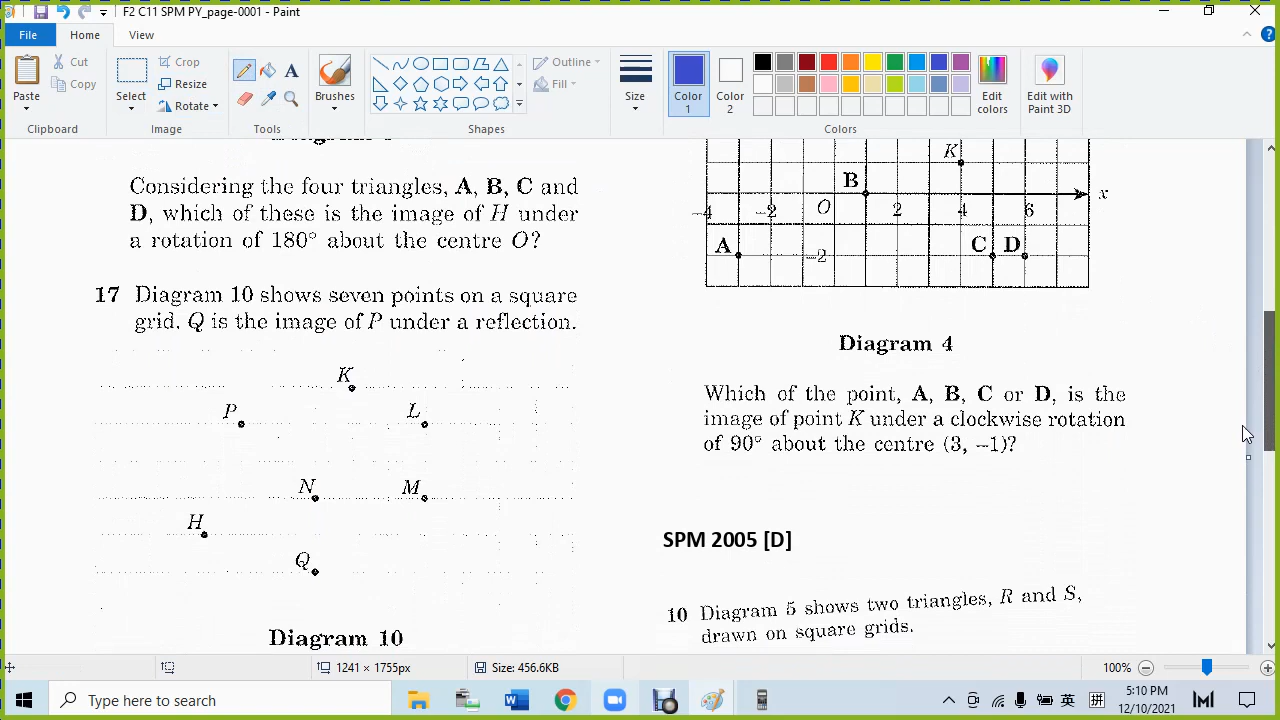 F2 C11 SPM PY_page-0001 - Paint
File
Home
View
Paste
Cut
Copy
Clipboard
Select
Crop
Resize
Rotate
Image
Tools
Brushes
Shapes
Outline
Fill
Size
Color
1
Color
2
Colors
Edit
colors
Edit with
Paint 3D
Considering the four triangles, A, B, C and
D, which of these is the image of H under
a rotation of 180° about the centre O?
17 Diagram 10 shows seven points on a square
grid. Q is the image of P under a reflection.
K
P
L
N
M
H
Q
Diagram 10
K
B
x
-4
-2
O
2
4
6
A
-2
C
D
Diagram 4
Which of the point, A, B, C or D, is the
image of point K under a clockwise rotation
of 90° about the centre (3, -1)?
SPM 2005 [D]
10 Diagram 5 shows two triangles, R and S,
drawn on square grids.
1241 × 1755px
Size: 456.6KB
100%
Type here to search
英
拼
5:10 PM
12/10/2021